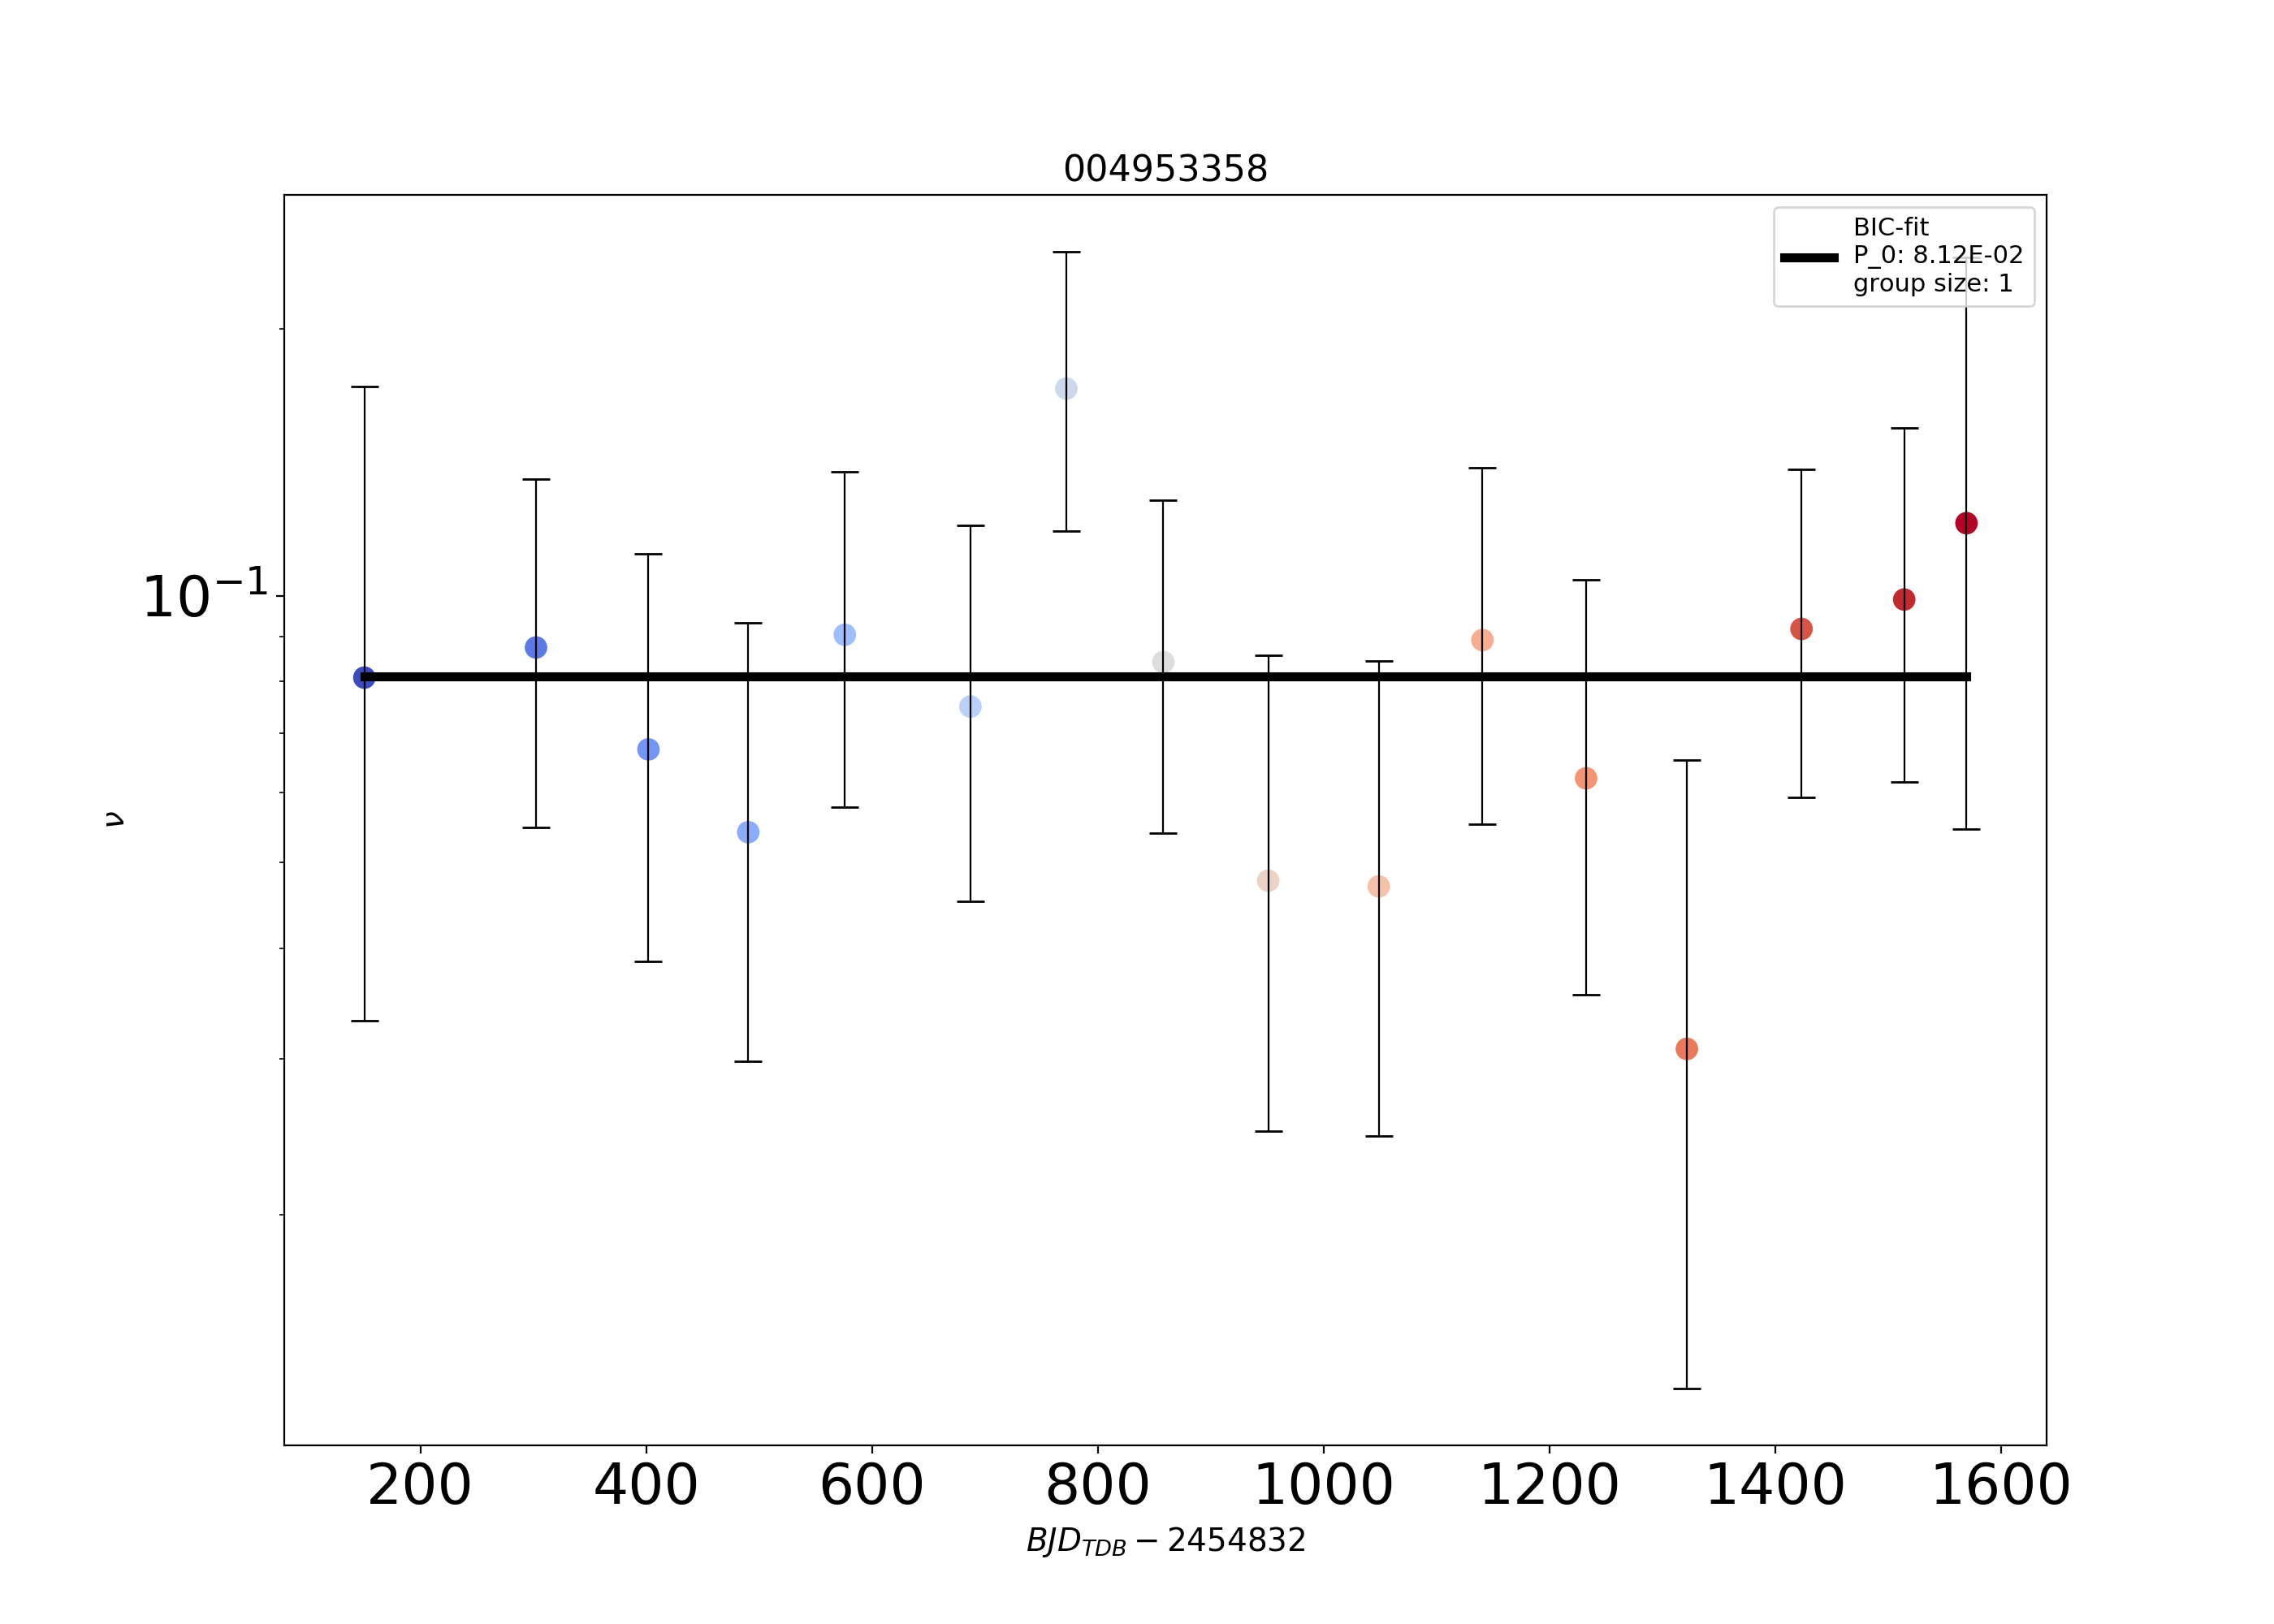 004953358
BIC-fit
P_0: 8.12E-02
group size: 1
10⁻¹
ν
200 400 600 800 1000 1200 1400 1600
BJD_TDB − 2454832